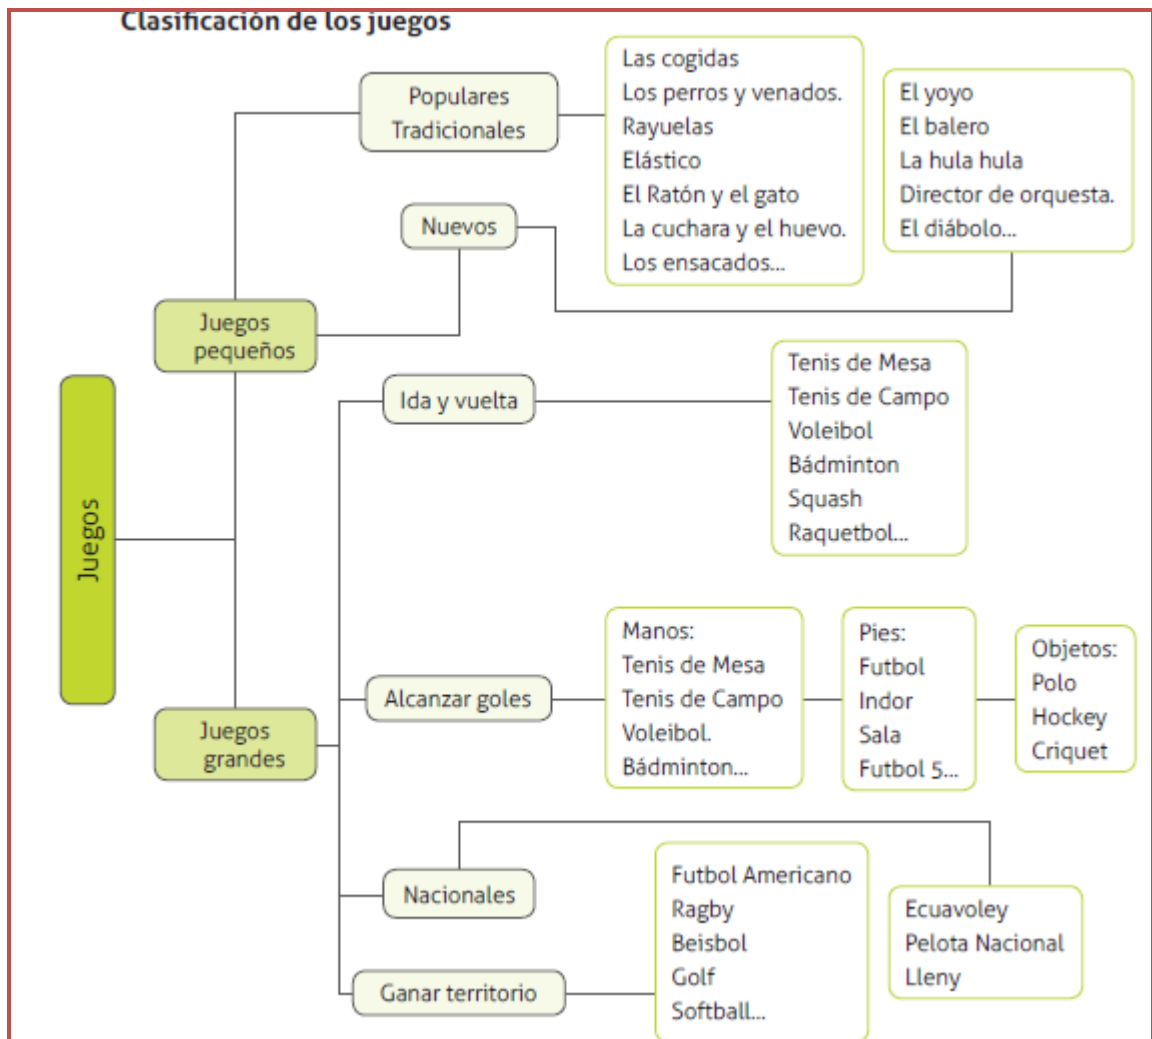 Clasificación de los juegos
Juegos
Juegos
pequeños
Populares
Tradicionales
Las cogidas
Los perros y venados.
Rayuelas
Elástico
El Ratón y el gato
La cuchara y el huevo.
Los ensacados...
Nuevos
El yoyo
El balero
La hula hula
Director de orquesta.
El diábolo...
Juegos
grandes
Ida y vuelta
Tenis de Mesa
Tenis de Campo
Voleibol
Bádminton
Squash
Raquetbol...
Alcanzar goles
Manos:
Tenis de Mesa
Tenis de Campo
Voleibol.
Bádminton...
Pies:
Futbol
Indor
Sala
Futbol 5...
Objetos:
Polo
Hockey
Criquet
Nacionales
Ecuavoley
Pelota Nacional
Lleny
Ganar territorio
Futbol Americano
Ragby
Beisbol
Golf
Softball...